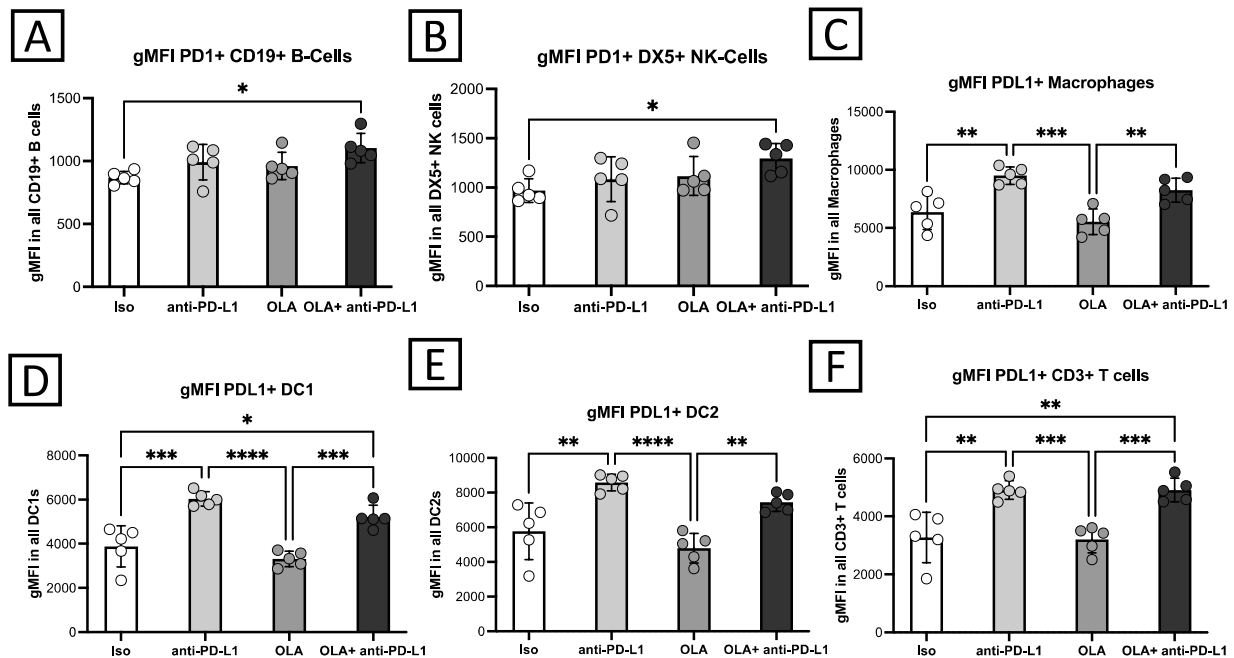 A
gMFI PD1+ CD19+ B-Cells
*
gMFI in all CD19+ B cells
1500
1000
500
0
Iso
anti-PD-L1
OLA
OLA+ anti-PD-L1
B
gMFI PD1+ DX5+ NK-Cells
*
gMFI in all DX5+ NK cells
2000
1500
1000
500
0
Iso
anti-PD-L1
OLA
OLA+ anti-PD-L1
C
gMFI PDL1+ Macrophages
** *** **
gMFI in all Macrophages
15000
10000
5000
0
Iso
anti-PD-L1
OLA
OLA+ anti-PD-L1
D
gMFI PDL1+ DC1
*
*** **** ***
gMFI in all DC1s
6000
4000
2000
0
Iso
anti-PD-L1
OLA
OLA+ anti-PD-L1
E
gMFI PDL1+ DC2
** **** **
gMFI in all DC2s
10000
8000
6000
4000
2000
0
Iso
anti-PD-L1
OLA
OLA+ anti-PD-L1
F
gMFI PDL1+ CD3+ T cells
**
** *** ***
gMFI in all CD3+ T cells
6000
4000
2000
0
Iso
anti-PD-L1
OLA
OLA+ anti-PD-L1